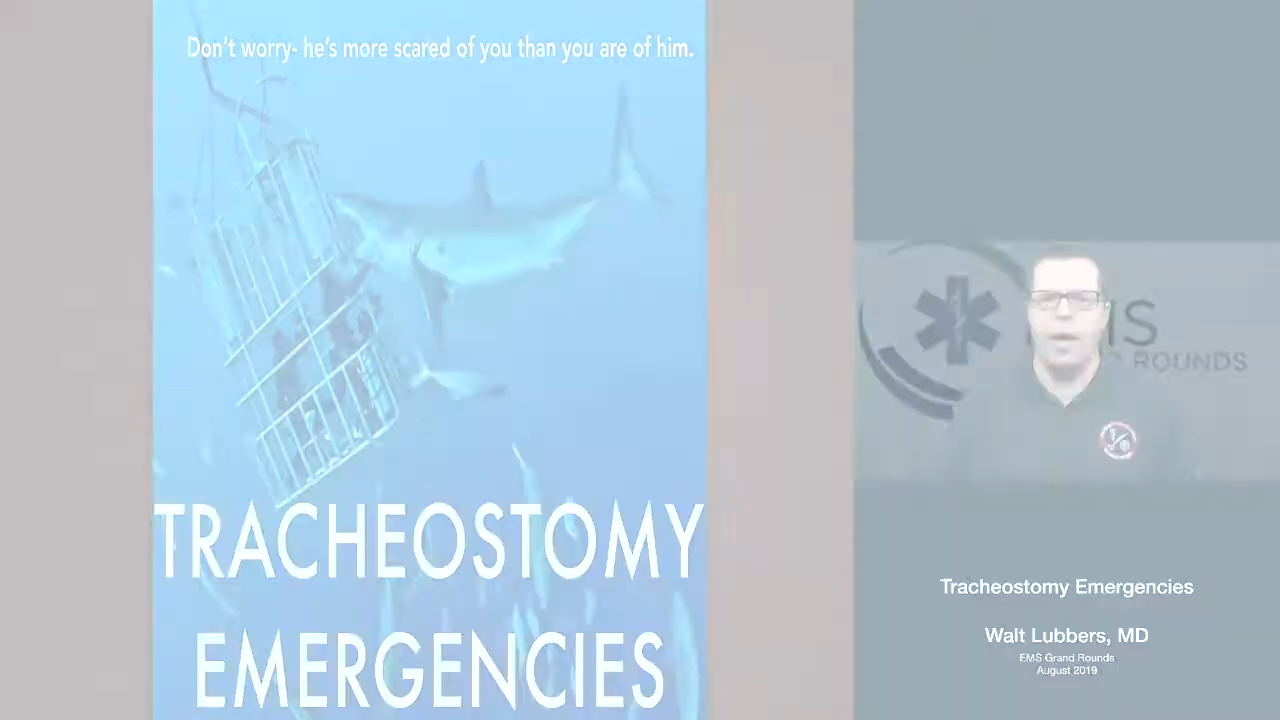 Don't worry- he's more scared of you than you are of him.
TRACHEOSTOMY
EMERGENCIES
EMS
ROUNDS
Tracheostomy Emergencies
Walt Lubbers, MD
EMS Grand Rounds
August 2019